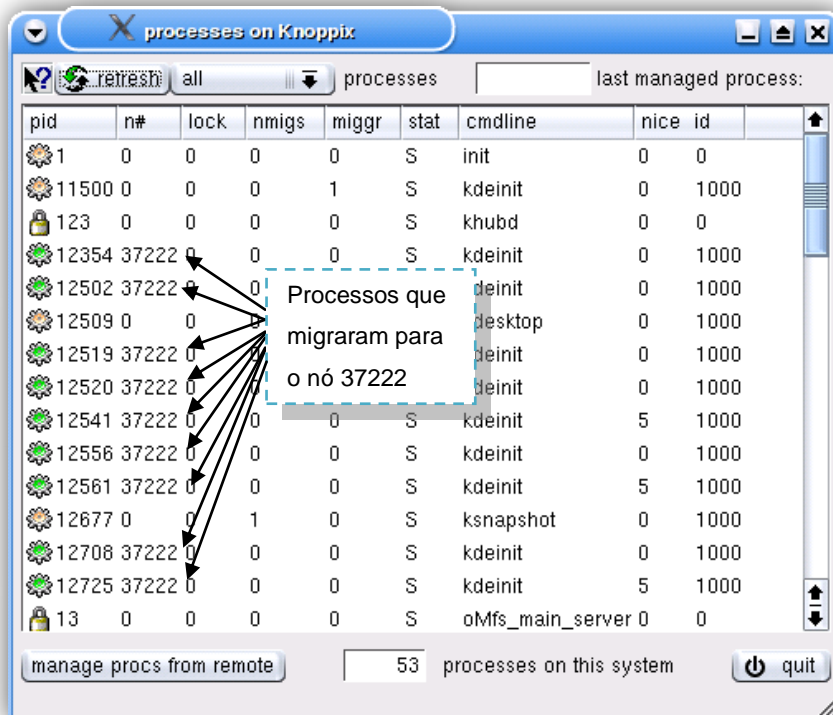 processes on Knoppix
refresh all processes last managed process:
pid n# lock nmigs miggr stat cmdline nice id
1 0 0 0 0 S init 0 0
11500 0 0 0 1 S kdeinit 0 1000
123 0 0 0 0 S khubd 0 0
12354 37222 0 0 0 S kdeinit 0 1000
12502 37222 0 deinit 0 1000
12509 0 0 desktop 0 1000
12519 37222 0 deinit 0 1000
12520 37222 0 0 deinit 0 1000
Processos que
migraram para
o nó 37222
12541 37222 0 0 0 S kdeinit 5 1000
12556 37222 0 0 0 S kdeinit 0 1000
12561 37222 0 0 0 S kdeinit 5 1000
12677 0 0 1 0 S ksnapshot 0 1000
12708 37222 0 0 0 S kdeinit 0 1000
12725 37222 0 0 0 S kdeinit 5 1000
13 0 0 0 0 S oMfs_main_server 0 0
manage procs from remote 53 processes on this system quit